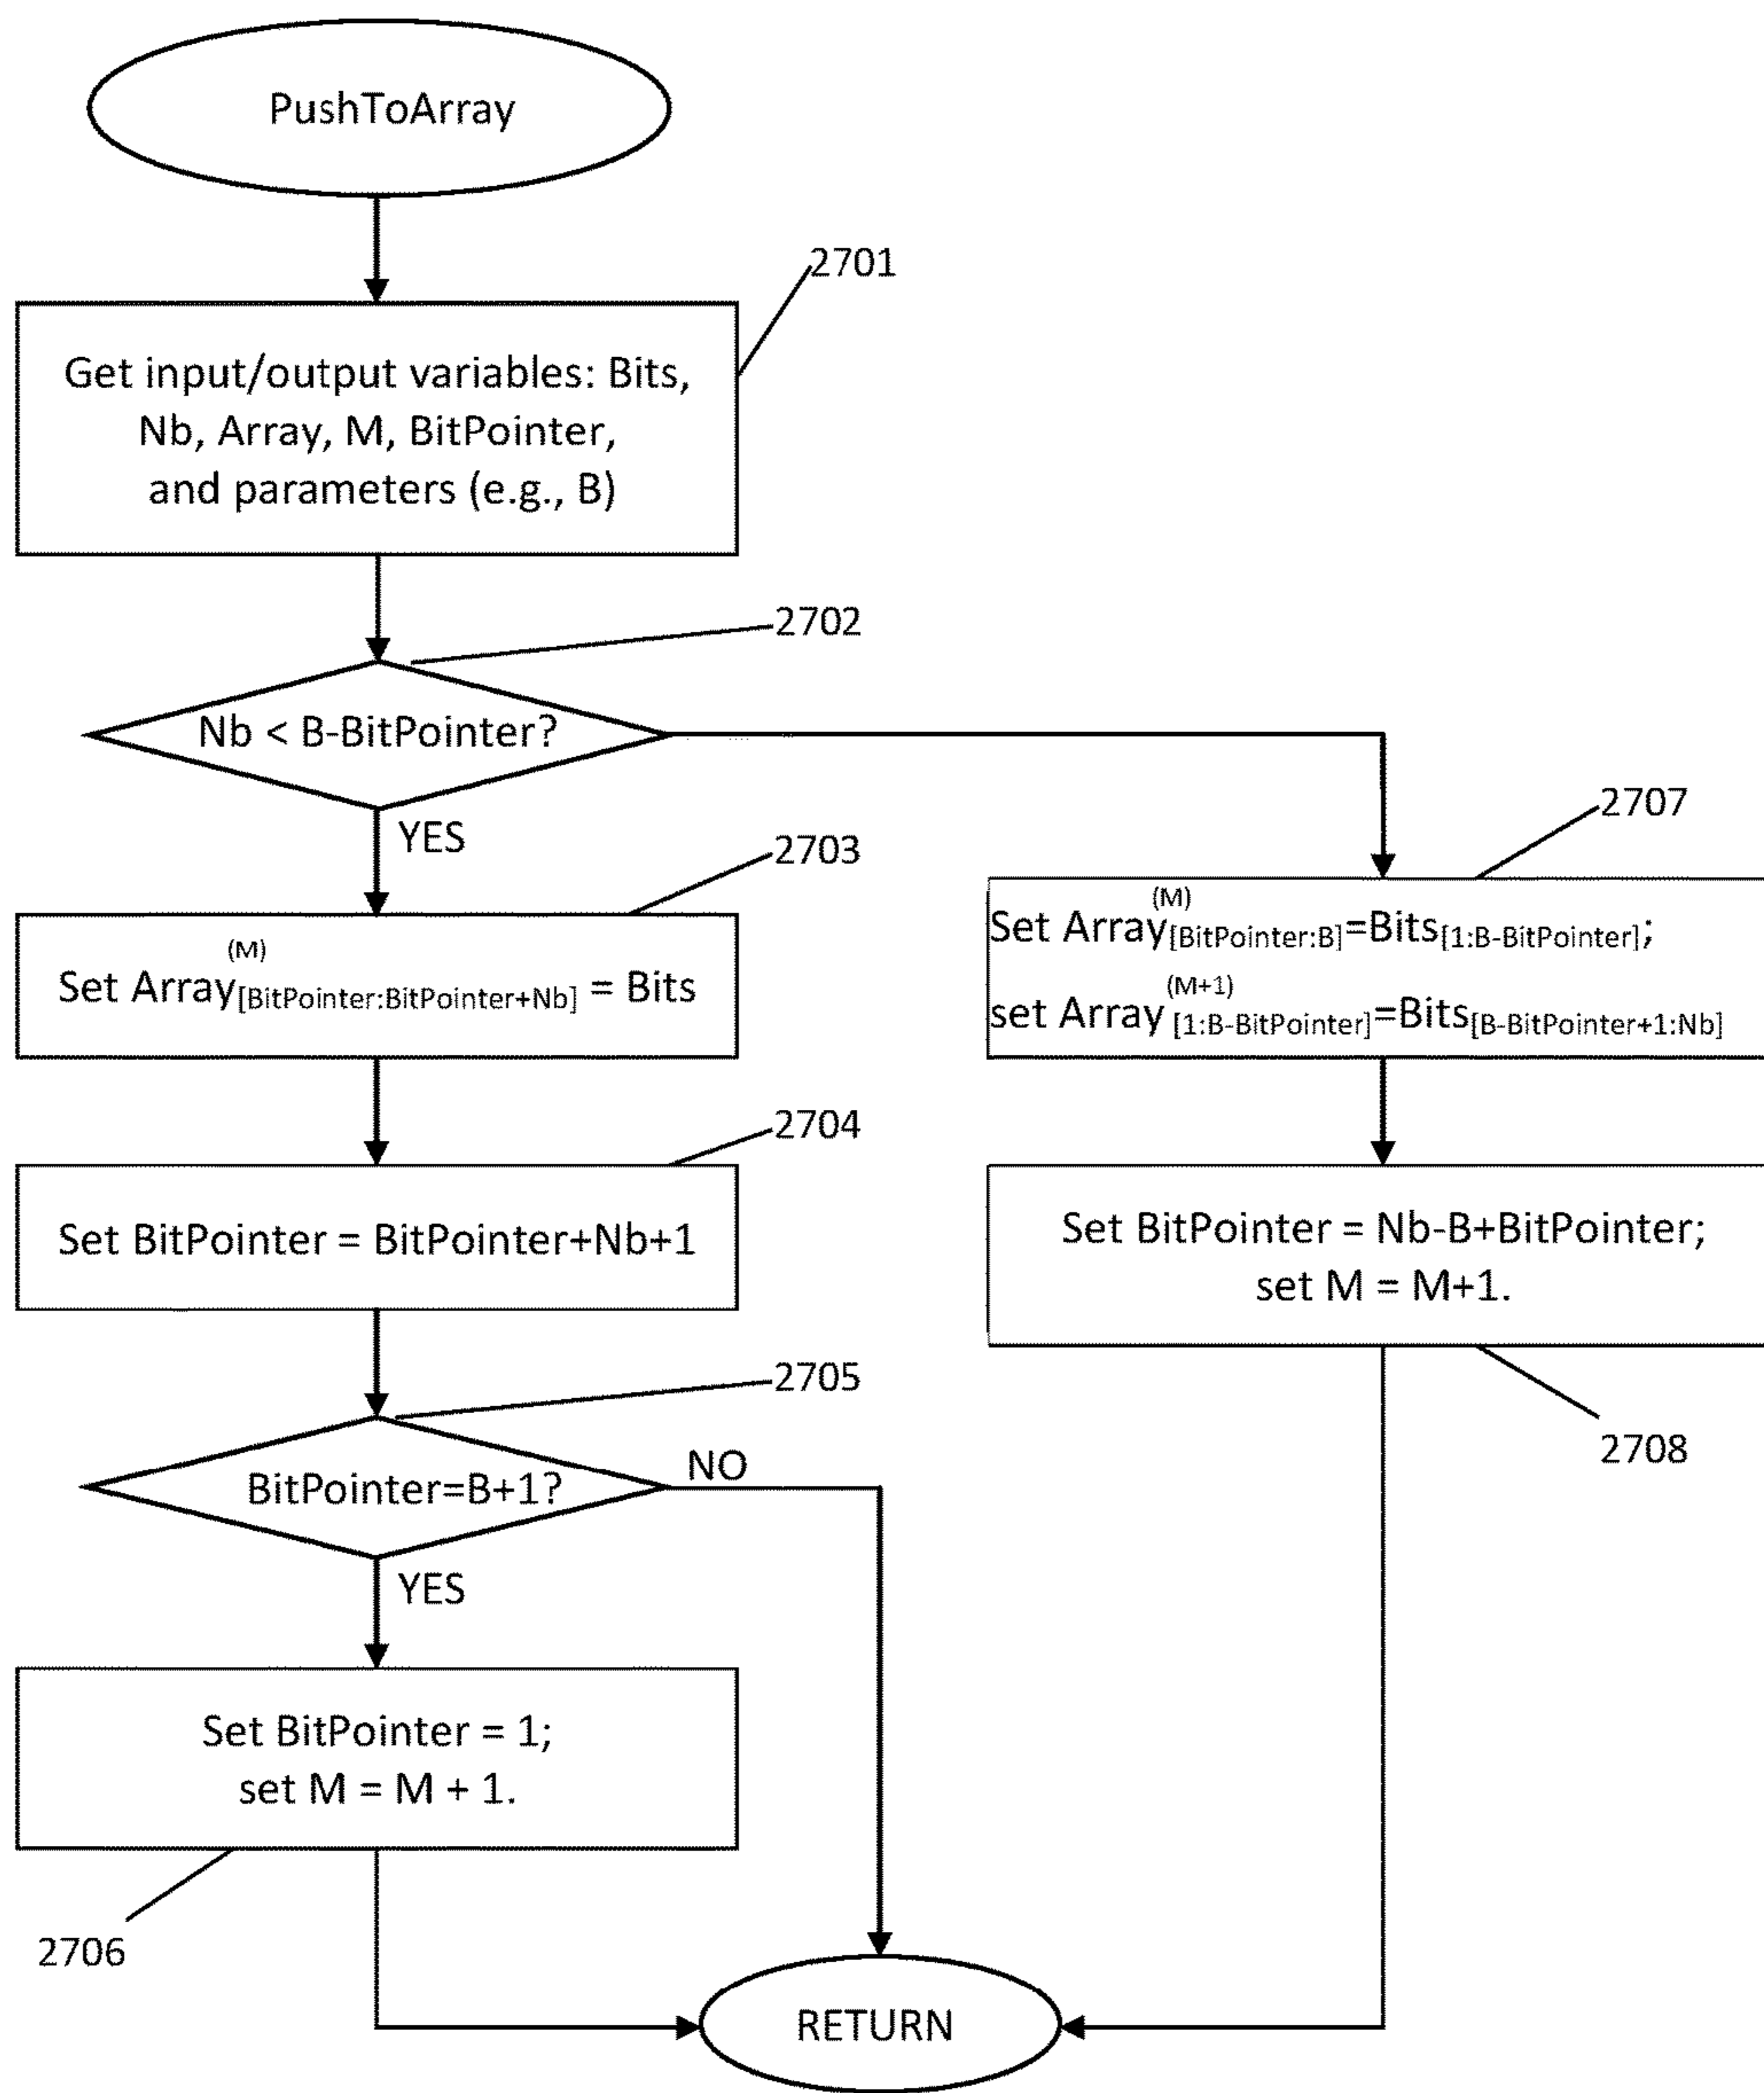 PushToArray
2701
Get input/output variables: Bits,
Nb, Array, M, BitPointer,
and parameters (e.g., B)
2702
Nb < B-BitPointer?
YES
2703
Set Array(M)[BitPointer:BitPointer+Nb] = Bits
2704
Set BitPointer = BitPointer+Nb+1
2705
BitPointer=B+1?
NO
YES
Set BitPointer = 1;
set M = M + 1.
2706
2707
Set Array(M)[BitPointer:B]=Bits[1:B-BitPointer];
set Array(M+1)[1:B-BitPointer]=Bits[B-BitPointer+1:Nb]
Set BitPointer = Nb-B+BitPointer;
set M = M+1.
2708
RETURN